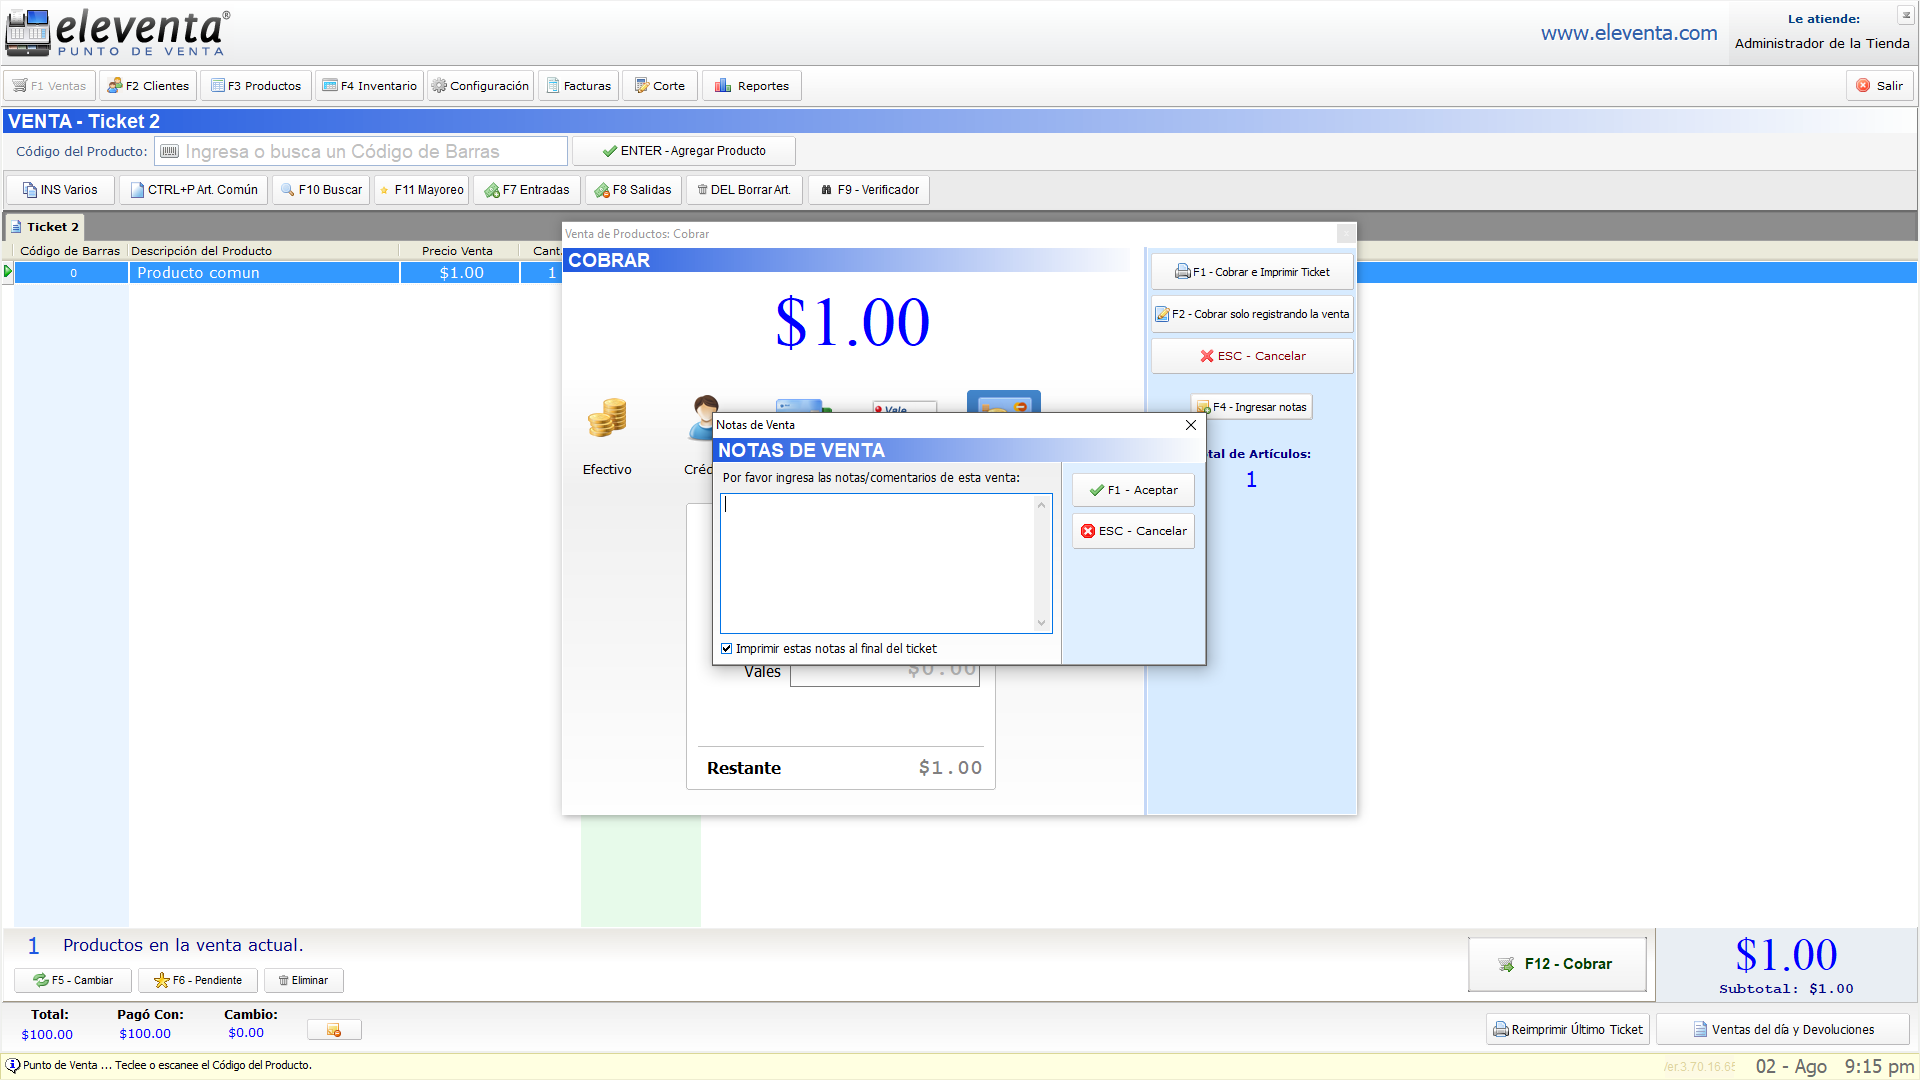 eleventa®
PUNTO DE VENTA
www.eleventa.com
Le atiende:
Administrador de la Tienda
F1 Ventas
F2 Clientes
F3 Productos
F4 Inventario
Configuración
Facturas
Corte
Reportes
Salir
VENTA - Ticket 2
Código del Producto:
Ingresa o busca un Código de Barras
ENTER - Agregar Producto
INS Varios
CTRL+P Art. Común
F10 Buscar
F11 Mayoreo
F7 Entradas
F8 Salidas
DEL Borrar Art.
F9 - Verificador
Ticket 2
Código de Barras
Descripción del Producto
Precio Venta
Cant.
0
Producto comun
$1.00
1
Venta de Productos: Cobrar
COBRAR
$1.00
F1 - Cobrar e Imprimir Ticket
F2 - Cobrar solo registrando la venta
ESC - Cancelar
F4 - Ingresar notas
tal de Artículos:
1
Efectivo
Créd
Vale
Notas de Venta
NOTAS DE VENTA
Por favor ingresa las notas/comentarios de esta venta:
F1 - Aceptar
ESC - Cancelar
Imprimir estas notas al final del ticket
Vales
$0.00
Restante
$1.00
1 Productos en la venta actual.
F5 - Cambiar
F6 - Pendiente
Eliminar
F12 - Cobrar
$1.00
Subtotal: $1.00
Total:
$100.00
Pagó Con:
$100.00
Cambio:
$0.00
Reimprimir Último Ticket
Ventas del día y Devoluciones
Punto de Venta ... Teclee o escanee el Código del Producto.
02 - Ago
9:15 pm